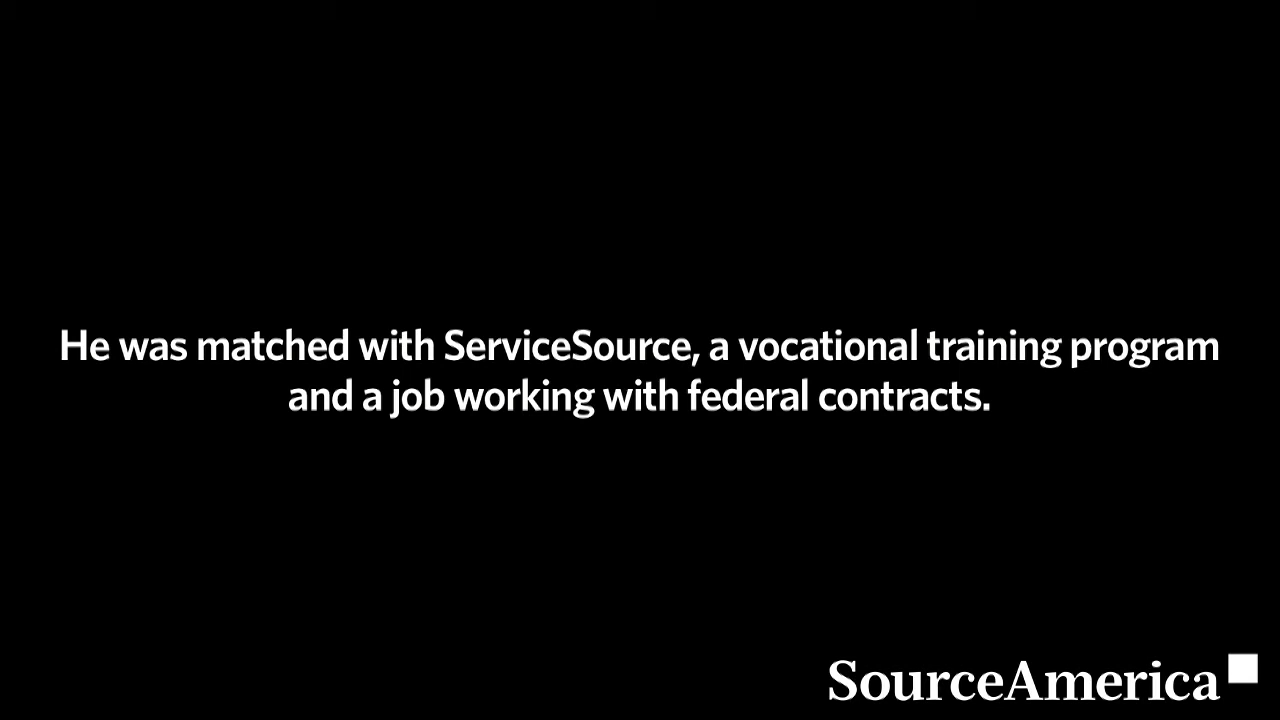 He was matched with ServiceSource, a vocational training program
and a job working with federal contracts.
SourceAmerica